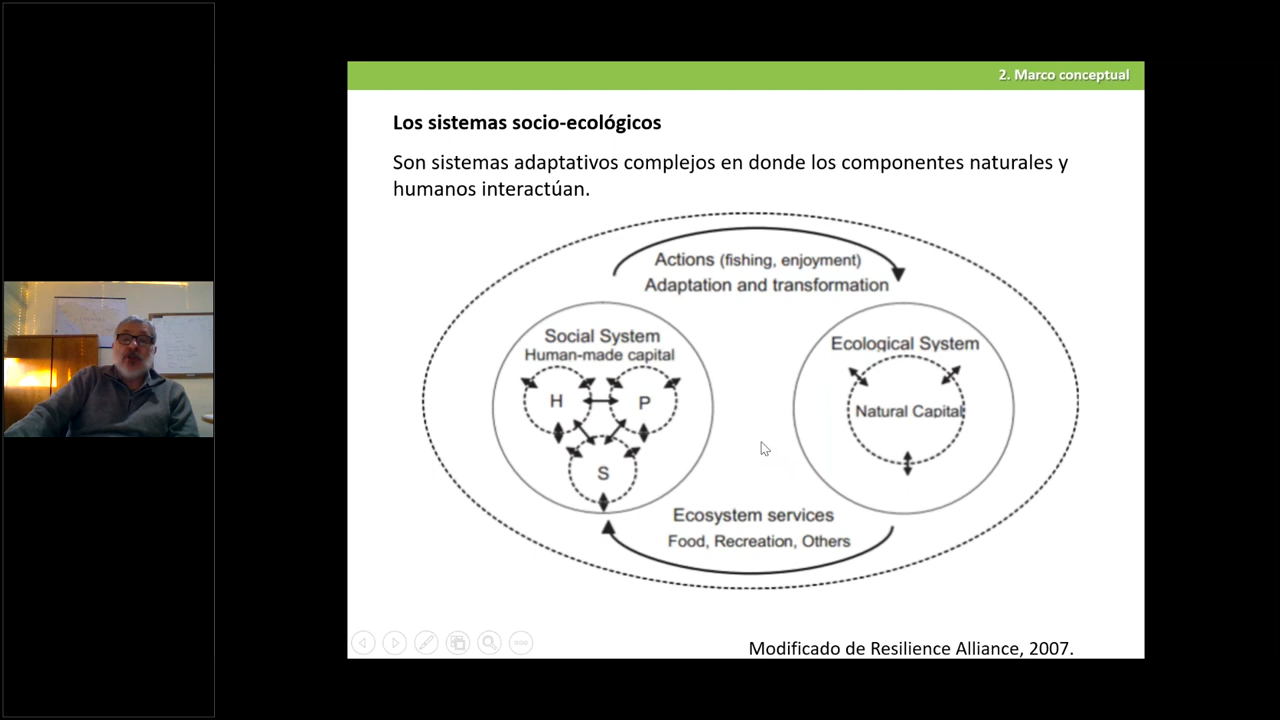 2. Marco conceptual
Los sistemas socio-ecológicos
Son sistemas adaptativos complejos en donde los componentes naturales y
humanos interactúan.
Actions (fishing, enjoyment)
Adaptation and transformation
Social System
Human-made capital
H
P
S
Ecological System
Natural Capital
Ecosystem services
Food, Recreation, Others
Modificado de Resilience Alliance, 2007.